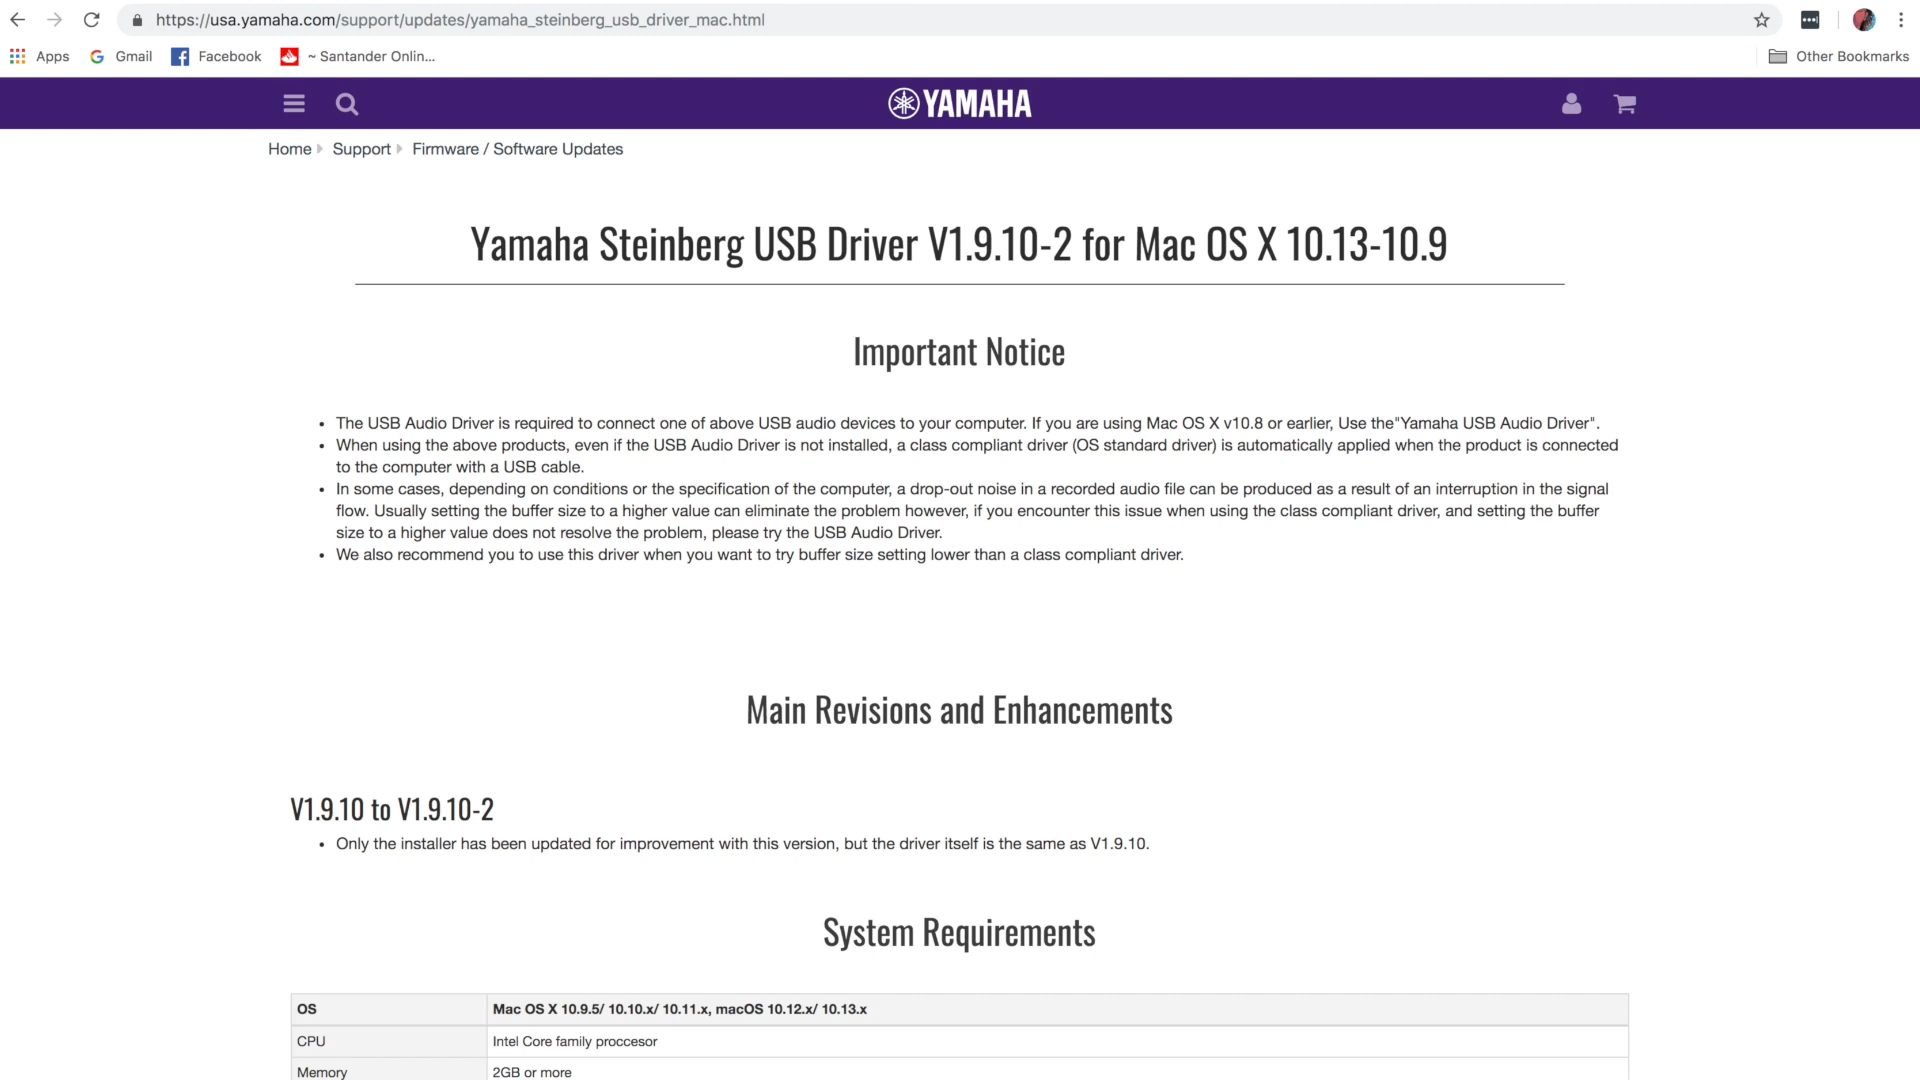 https://usa.yamaha.com/support/updates/yamaha_steinberg_usb_driver_mac.html
Apps Gmail Facebook ~ Santander Onlin... Other Bookmarks
YAMAHA
Home Support Firmware / Software Updates
Yamaha Steinberg USB Driver V1.9.10-2 for Mac OS X 10.13-10.9
Important Notice
• The USB Audio Driver is required to connect one of above USB audio devices to your computer. If you are using Mac OS X v10.8 or earlier, Use the"Yamaha USB Audio Driver".
• When using the above products, even if the USB Audio Driver is not installed, a class compliant driver (OS standard driver) is automatically applied when the product is connected
to the computer with a USB cable.
• In some cases, depending on conditions or the specification of the computer, a drop-out noise in a recorded audio file can be produced as a result of an interruption in the signal
flow. Usually setting the buffer size to a higher value can eliminate the problem however, if you encounter this issue when using the class compliant driver, and setting the buffer
size to a higher value does not resolve the problem, please try the USB Audio Driver.
• We also recommend you to use this driver when you want to try buffer size setting lower than a class compliant driver.
Main Revisions and Enhancements
V1.9.10 to V1.9.10-2
• Only the installer has been updated for improvement with this version, but the driver itself is the same as V1.9.10.
System Requirements
OS Mac OS X 10.9.5/ 10.10.x/ 10.11.x, macOS 10.12.x/ 10.13.x
CPU Intel Core family proccesor
Memory 2GB or more